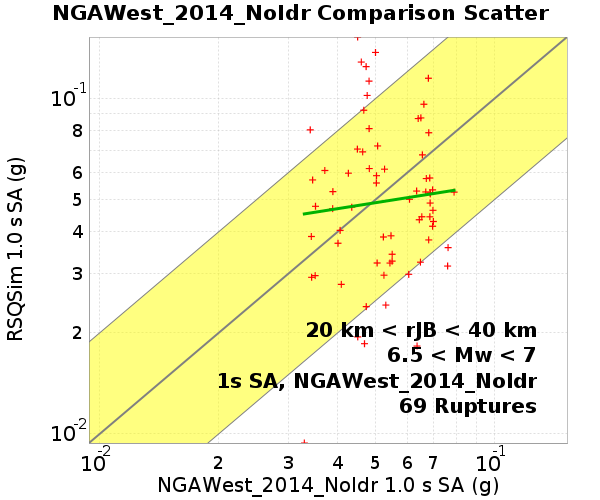 NGAWest_2014_NoIdr Comparison Scatter
RSQSim 1.0 s SA (g)
10-1
8
6
5
4
3
2
10-2
20 km < rJB < 40 km
6.5 < Mw < 7
1s SA, NGAWest_2014_NoIdr
69 Ruptures
10-2 2 3 4 5 6 7 10-1
NGAWest_2014_NoIdr 1.0 s SA (g)